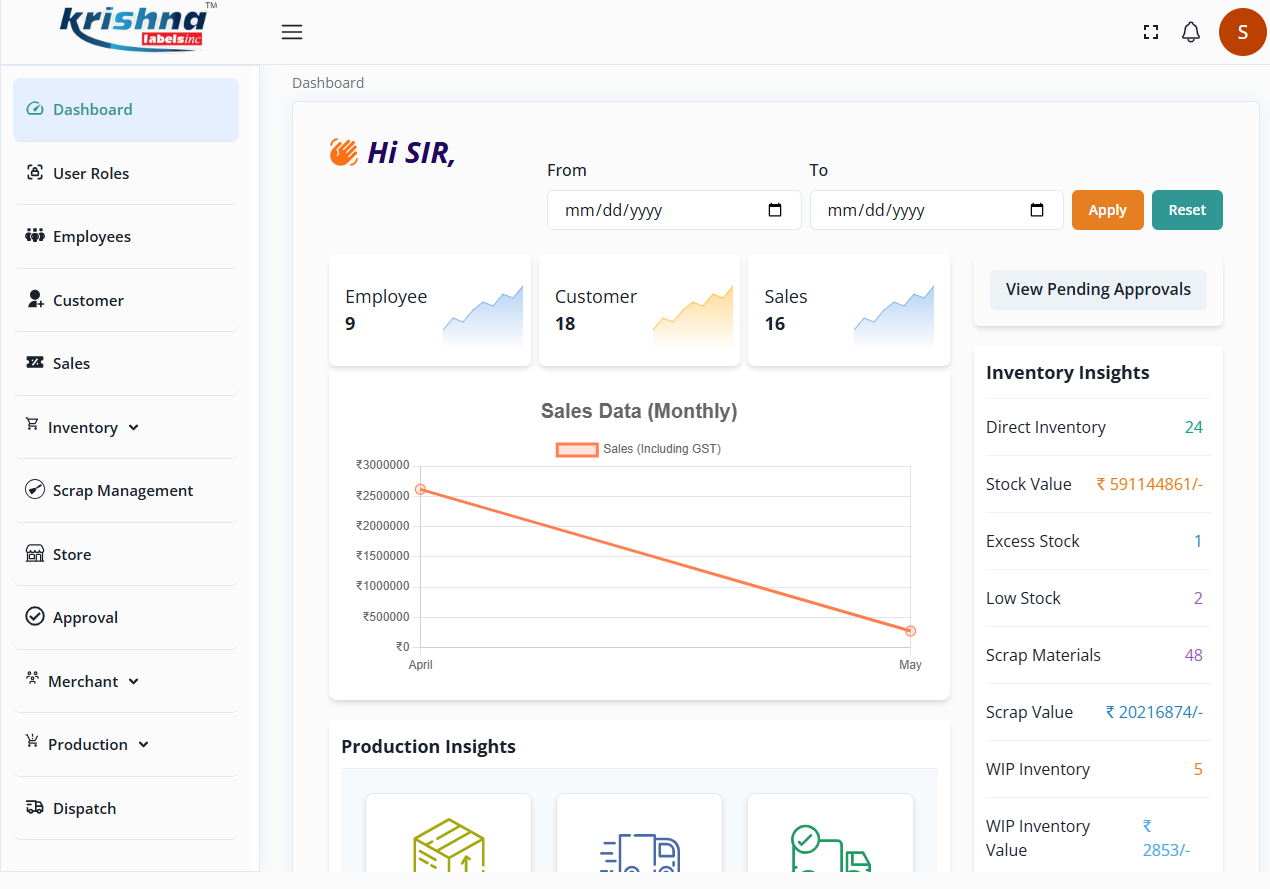 krishna TM
labelsinc
S
Dashboard
User Roles
Employees
Customer
Sales
Inventory
Scrap Management
Store
Approval
Merchant
Production
Dispatch
Dashboard
Hi SIR,
From
To
mm/dd/yyyy
mm/dd/yyyy
Apply
Reset
Employee
9
Customer
18
Sales
16
View Pending Approvals
Sales Data (Monthly)
Sales (Including GST)
₹3000000
₹2500000
₹2000000
₹1500000
₹1000000
₹500000
₹0
April
May
Production Insights
Inventory Insights
Direct Inventory 24
Stock Value ₹ 591144861/-
Excess Stock 1
Low Stock 2
Scrap Materials 48
Scrap Value ₹ 20216874/-
WIP Inventory 5
WIP Inventory ₹
Value 2853/-